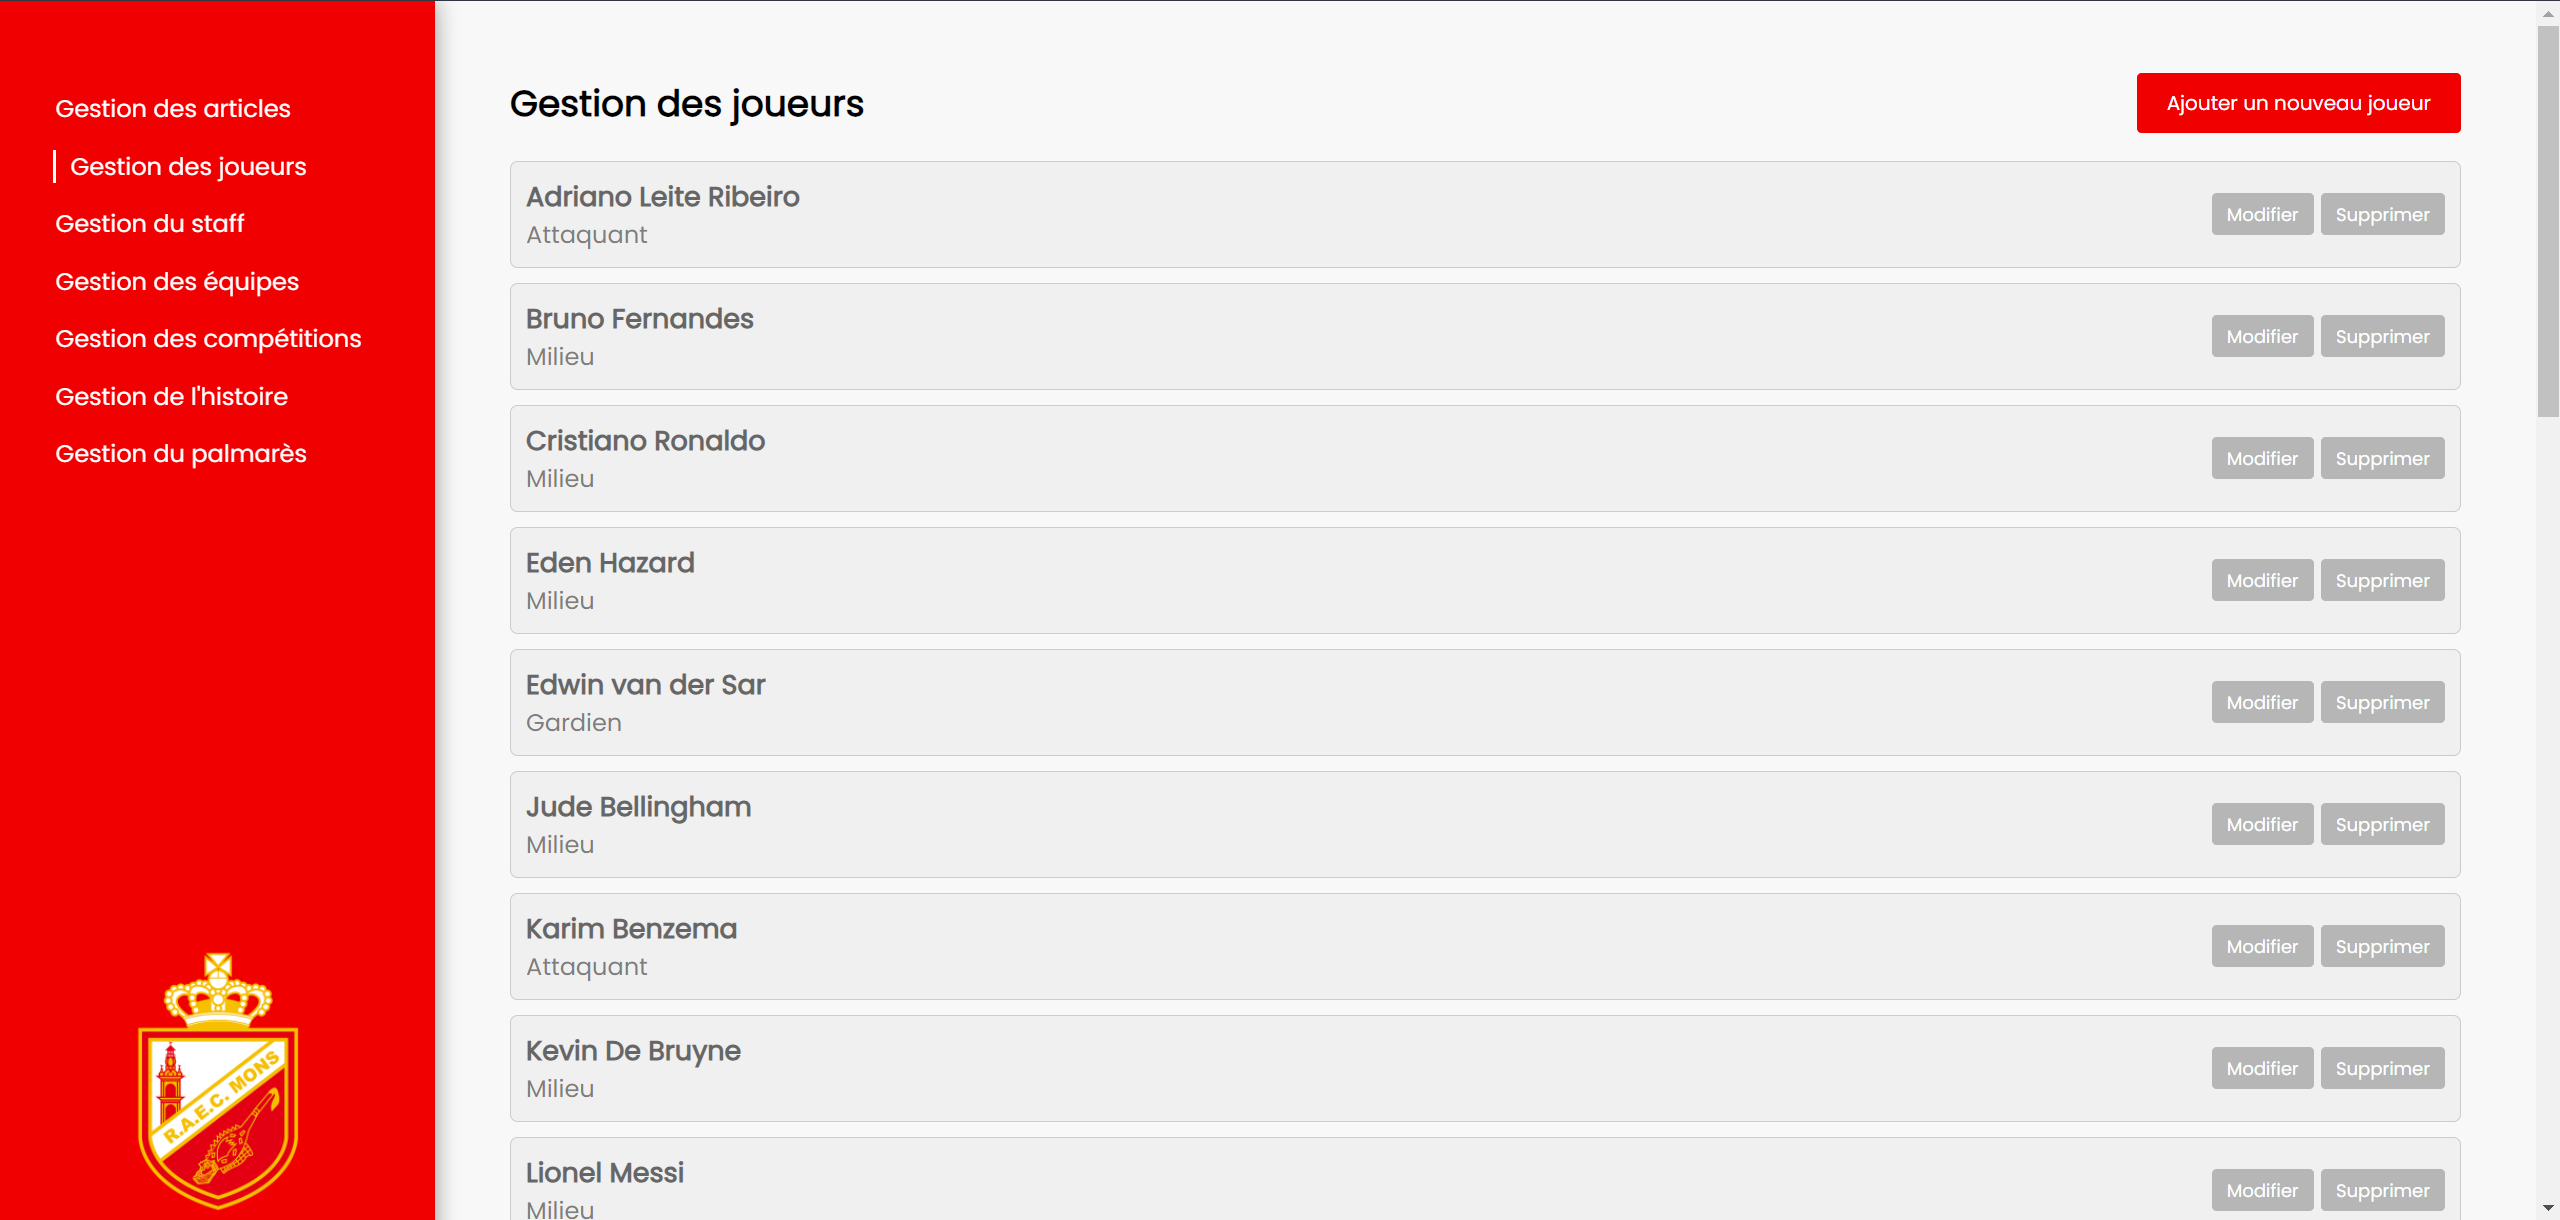 Gestion des articles
Gestion des joueurs
Gestion du staff
Gestion des équipes
Gestion des compétitions
Gestion de l'histoire
Gestion du palmarès
R.A.E.C. MONS
Gestion des joueurs
Ajouter un nouveau joueur
Adriano Leite Ribeiro
Attaquant
Modifier Supprimer
Bruno Fernandes
Milieu
Modifier Supprimer
Cristiano Ronaldo
Milieu
Modifier Supprimer
Eden Hazard
Milieu
Modifier Supprimer
Edwin van der Sar
Gardien
Modifier Supprimer
Jude Bellingham
Milieu
Modifier Supprimer
Karim Benzema
Attaquant
Modifier Supprimer
Kevin De Bruyne
Milieu
Modifier Supprimer
Lionel Messi
Milieu
Modifier Supprimer